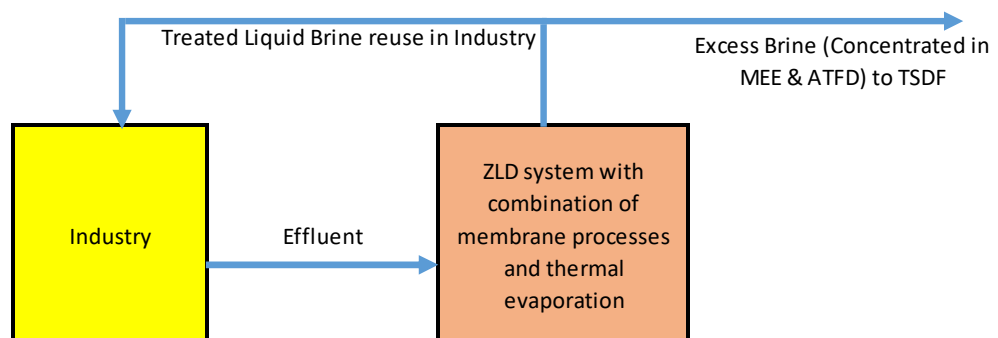 Treated Liquid Brine reuse in Industry
Excess Brine (Concentrated in
MEE & ATFD) to TSDF
Industry
Effluent
ZLD system with
combination of
membrane processes
and thermal
evaporation